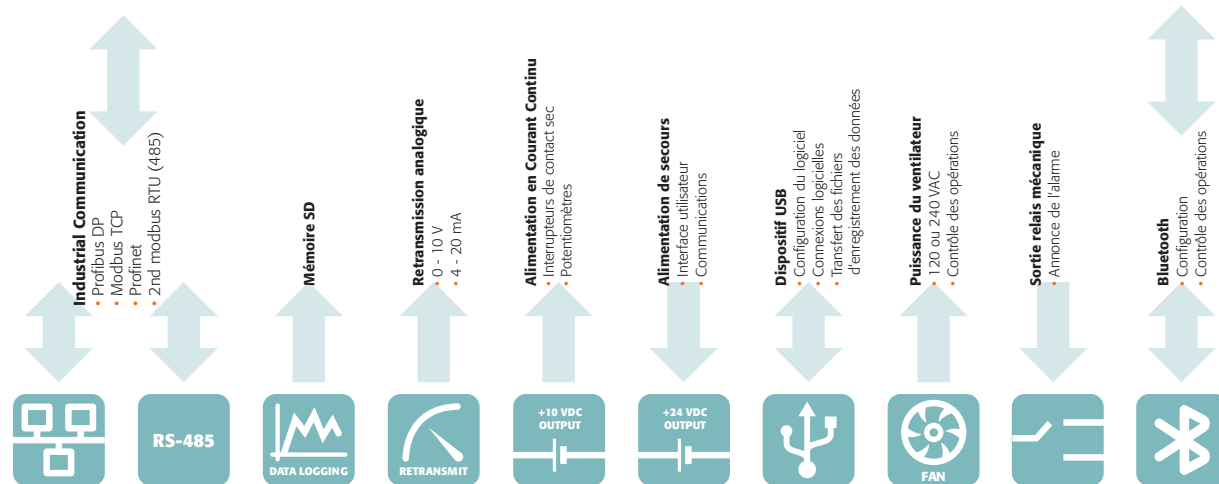 Industrial Communication
• Profibus DP
• Modbus TCP
• Profinet
• 2nd modbus RTU (485)
Mémoire SD
Retransmission analogique
• 0 - 10 V
• 4 - 20 mA
Alimentation en Courant Continu
• Interrupteurs de contact sec
• Potentiomètres
Alimentation de secours
• Interface utilisateur
• Communications
Dispositif USB
• Configuration du logiciel
• Connexions logicielles
• Transfert des fichiers
d'enregistrement des données
Puissance du ventilateur
• 120 ou 240 VAC
• Contrôle des opérations
Sortie relais mécanique
• Annonce de l'alarme
Bluetooth
• Configuration
• Contrôle des opérations
RS-485
DATA LOGGING
RETRANSMIT
+10 VDC
OUTPUT
+24 VDC
OUTPUT
FAN